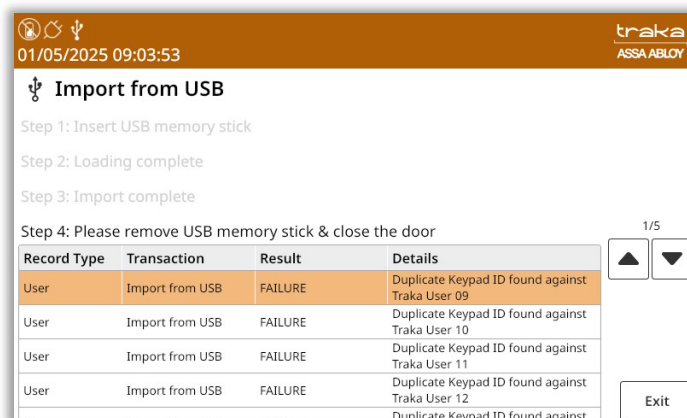 traka
01/05/2025 09:03:53
ASSA ABLOY
Import from USB
Step 1: Insert USB memory stick
Step 2: Loading complete
Step 3: Import complete
Step 4: Please remove USB memory stick & close the door
1/5
Record Type Transaction Result Details
User Import from USB FAILURE Duplicate Keypad ID found against
Traka User 09
User Import from USB FAILURE Duplicate Keypad ID found against
Traka User 10
User Import from USB FAILURE Duplicate Keypad ID found against
Traka User 11
User Import from USB FAILURE Duplicate Keypad ID found against
Traka User 12
Exit
Duplicate Keypad ID found against